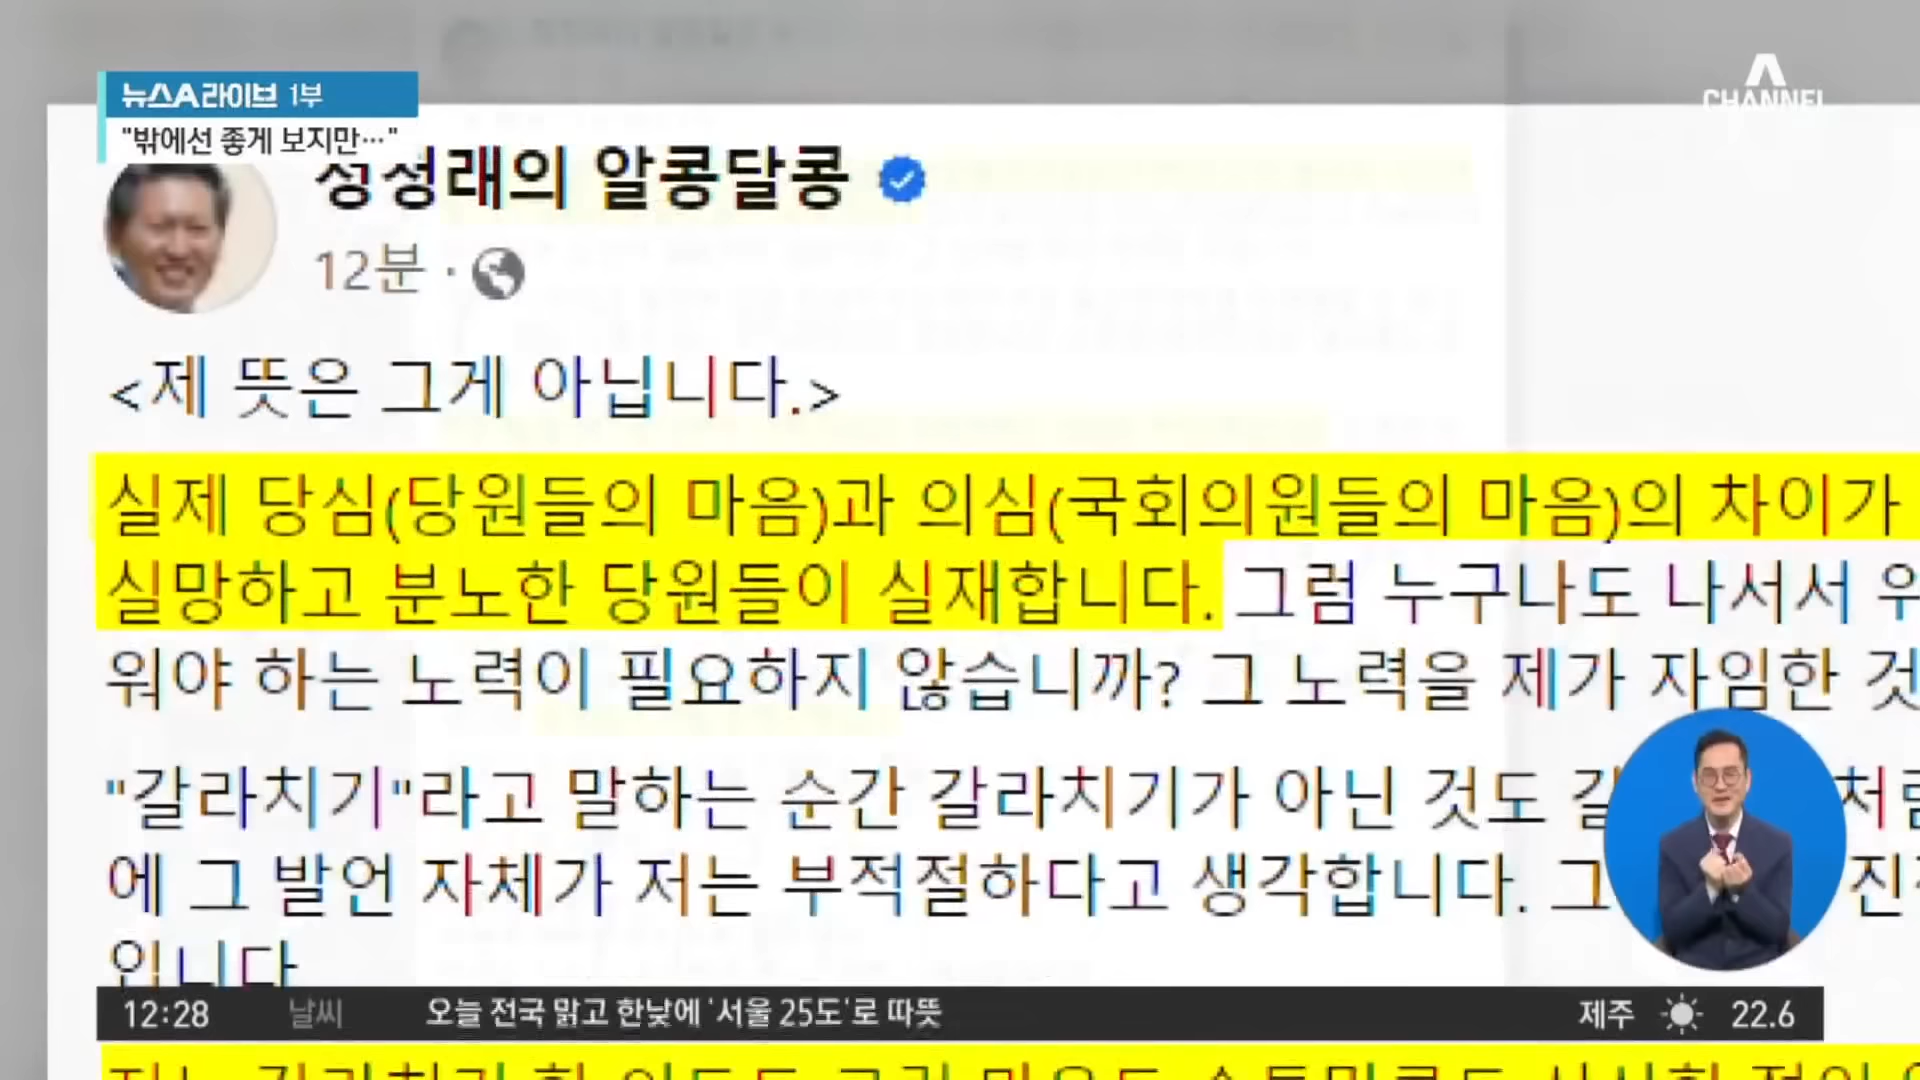 뉴스A라이브 1부
CHANNEL
"밖에선 좋게 보지만…"
정청래의 알콩달콩
12분 ·
<제 뜻은 그게 아닙니다.>
실제 당심(당원들의 마음)과 의심(국회의원들의 마음)의 차이가
실망하고 분노한 당원들이 실재합니다. 그럼 누구나도 나서서
워야 하는 노력이 필요하지 않습니까? 그 노력을 제가 자임한
"갈라치기"라고 말하는 순간 갈라치기가 아닌 것도
에 그 발언 자체가 저는 부적절하다고 생각합니다.
입니다
12:28 날씨 오늘 전국 맑고 한낮에 '서울 25도'로 따뜻 제주 22.6